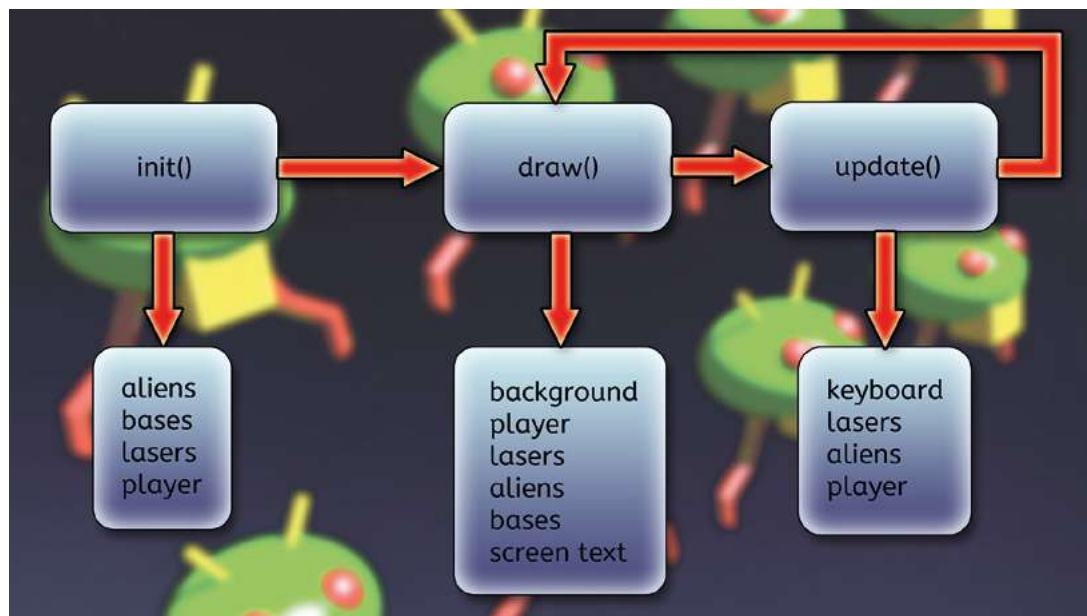 init()
draw()
update()
aliens
bases
lasers
player
background
player
lasers
aliens
bases
screen text
keyboard
lasers
aliens
player